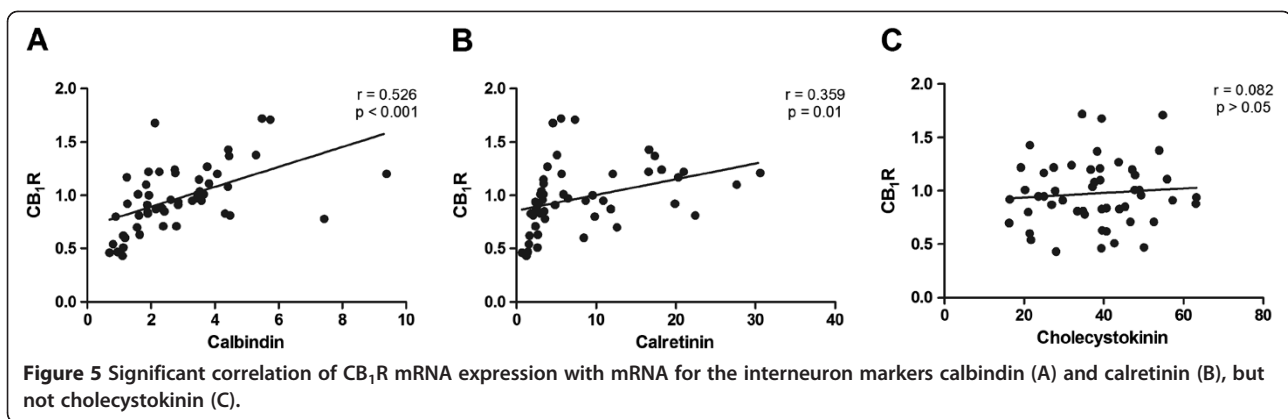 A
r = 0.526
p < 0.001
CB₁R
2.0
1.5
1.0
0.5
0.0
0 2 4 6 8 10
Calbindin
B
r = 0.359
p = 0.01
CB₁R
2.0
1.5
1.0
0.5
0.0
0 10 20 30 40
Calretinin
C
r = 0.082
p > 0.05
CB₁R
2.0
1.5
1.0
0.5
0.0
0 20 40 60 80
Cholecystokinin
Figure 5 Significant correlation of CB₁R mRNA expression with mRNA for the interneuron markers calbindin (A) and calretinin (B), but
not cholecystokinin (C).